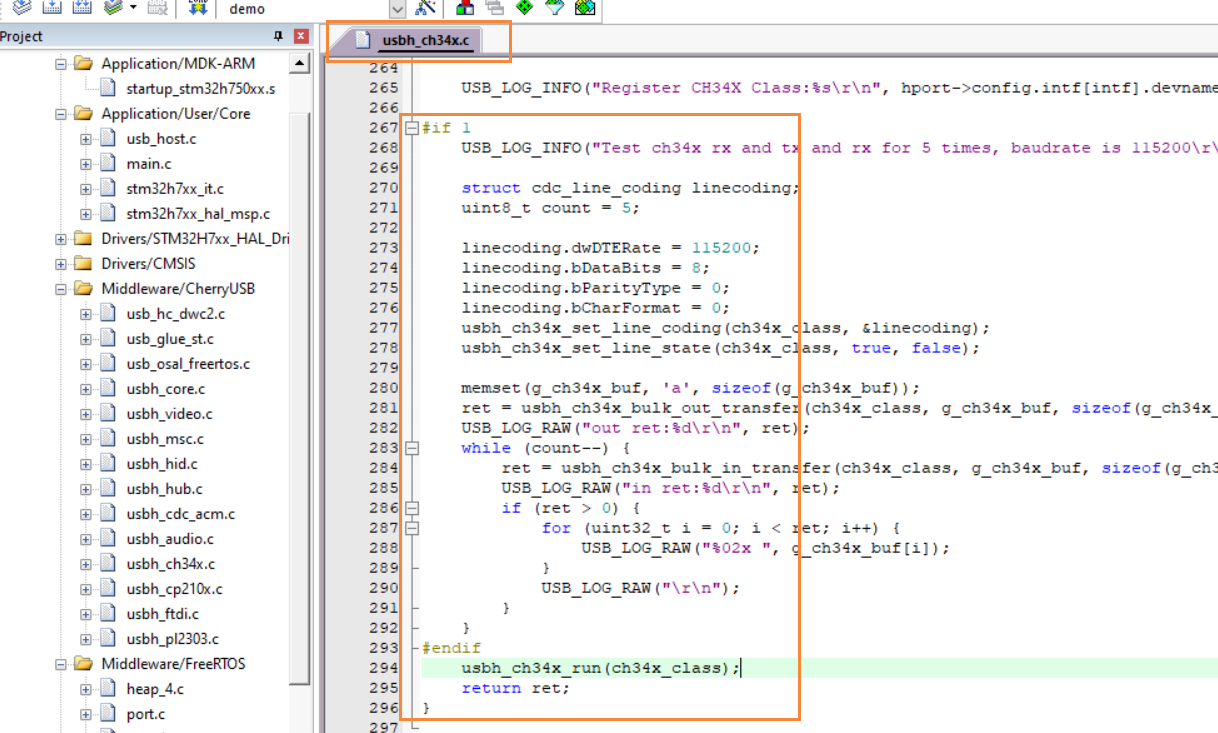 demo
Project
usbh_ch34x.c
Application/MDK-ARM
startup_stm32h750xx.s
Application/User/Core
usb_host.c
main.c
stm32h7xx_it.c
stm32h7xx_hal_msp.c
Drivers/STM32H7xx_HAL_Dri
Drivers/CMSIS
Middleware/CherryUSB
usb_hc_dwc2.c
usb_glue_st.c
usb_osal_freertos.c
usbh_core.c
usbh_video.c
usbh_msc.c
usbh_hid.c
usbh_hub.c
usbh_cdc_acm.c
usbh_audio.c
usbh_ch34x.c
usbh_cp210x.c
usbh_ftdi.c
usbh_pl2303.c
Middleware/FreeRTOS
heap_4.c
port.c
264
265 USB_LOG_INFO("Register CH34X Class:%s\r\n", hport->config.intf[intf].devname
266
267 #if 1
268 USB_LOG_INFO("Test ch34x rx and tx and rx for 5 times, baudrate is 115200\r\
269
270 struct cdc_line_coding linecoding;
271 uint8_t count = 5;
272
273 linecoding.dwDTERate = 115200;
274 linecoding.bDataBits = 8;
275 linecoding.bParityType = 0;
276 linecoding.bCharFormat = 0;
277 usbh_ch34x_set_line_coding(ch34x_class, &linecoding);
278 usbh_ch34x_set_line_state(ch34x_class, true, false);
279
280 memset(g_ch34x_buf, 'a', sizeof(g_ch34x_buf));
281 ret = usbh_ch34x_bulk_out_transfer(ch34x_class, g_ch34x_buf, sizeof(g_ch34x_
282 USB_LOG_RAW("out ret:%d\r\n", ret);
283 while (count--) {
284 ret = usbh_ch34x_bulk_in_transfer(ch34x_class, g_ch34x_buf, sizeof(g_ch3
285 USB_LOG_RAW("in ret:%d\r\n", ret);
286 if (ret > 0) {
287 for (uint32_t i = 0; i < ret; i++) {
288 USB_LOG_RAW("%02x ", g_ch34x_buf[i]);
289 }
290 USB_LOG_RAW("\r\n");
291 }
292 }
293 #endif
294 usbh_ch34x_run(ch34x_class);
295 return ret;
296 }
297